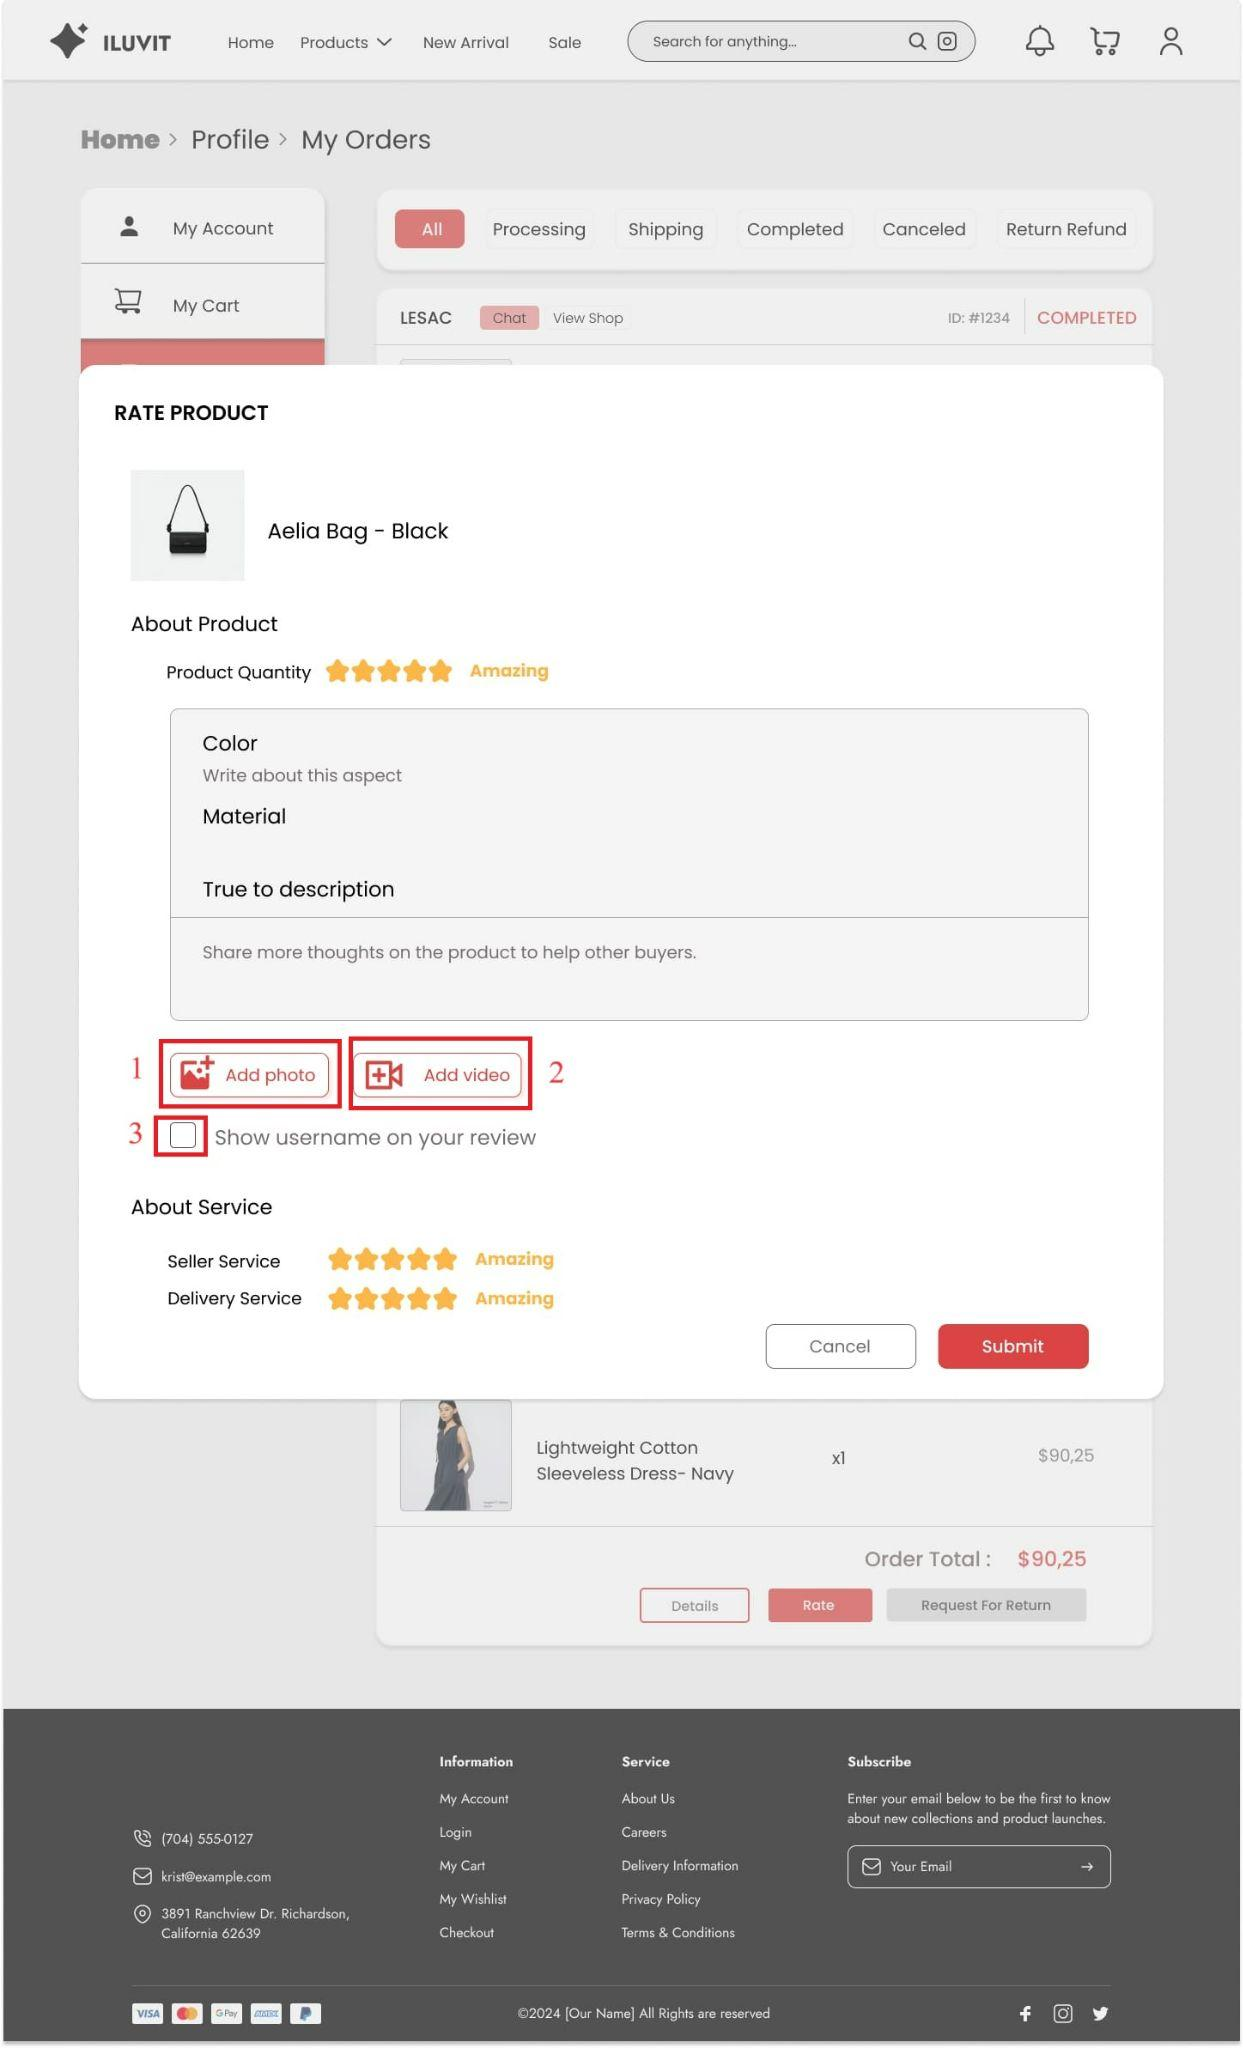 ILUVIT
Home Products New Arrival Sale
Search for anything...
Home > Profile > My Orders
My Account
My Cart
All Processing Shipping Completed Canceled Return Refund
LESAC Chat View Shop ID: #1234 COMPLETED
RATE PRODUCT
Aelia Bag - Black
About Product
Product Quantity Amazing
Color
Write about this aspect
Material
True to description
Share more thoughts on the product to help other buyers.
1 Add photo Add video 2
3 Show username on your review
About Service
Seller Service Amazing
Delivery Service Amazing
Cancel Submit
Lightweight Cotton
Sleeveless Dress- Navy
x1
$90,25
Order Total : $90,25
Details Rate Request For Return
(704) 555-0127
krist@example.com
3891 Ranchview Dr. Richardson,
California 62639
Information
My Account
Login
My Cart
My Wishlist
Checkout
Service
About Us
Careers
Delivery Information
Privacy Policy
Terms & Conditions
Subscribe
Enter your email below to be the first to know
about new collections and product launches.
Your Email
VISA G Pay AMEX
©2024 [Our Name] All Rights are reserved